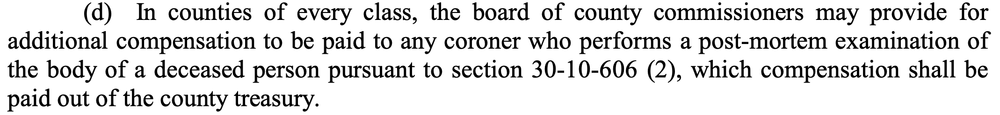 (d) In counties of every class, the board of county commissioners may provide for
additional compensation to be paid to any coroner who performs a post-mortem examination of
the body of a deceased person pursuant to section 30-10-606 (2), which compensation shall be
paid out of the county treasury.